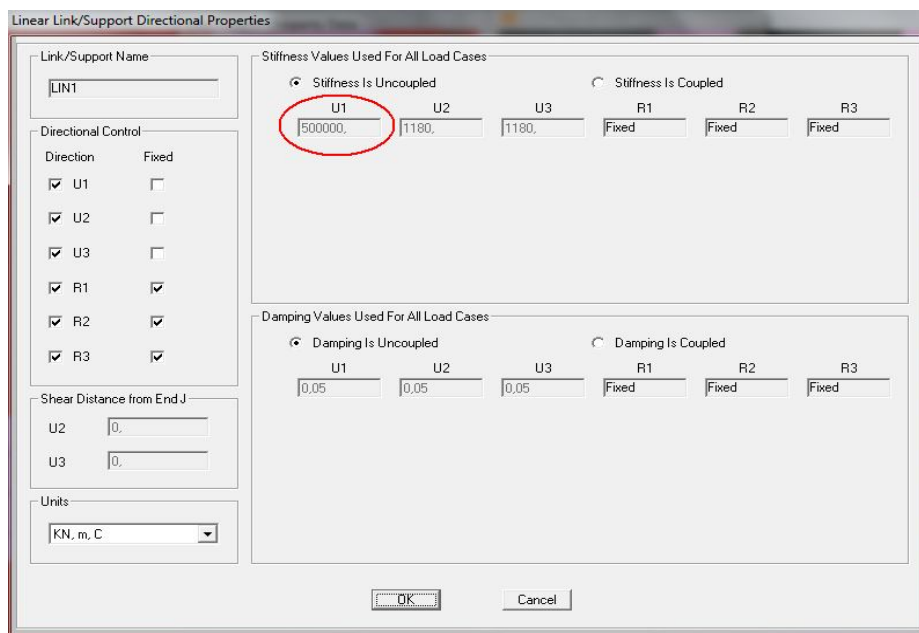 Linear Link/Support Directional Properties
Link/Support Name
LIN1
Directional Control
Direction Fixed
U1
U2
U3
R1
R2
R3
Shear Distance from End J
U2 0,
U3 0,
Units
KN, m, C
Stiffness Values Used For All Load Cases
Stiffness Is Uncoupled Stiffness Is Coupled
U1 U2 U3 R1 R2 R3
500000, 1180, 1180, Fixed Fixed Fixed
Damping Values Used For All Load Cases
Damping Is Uncoupled Damping Is Coupled
U1 U2 U3 R1 R2 R3
0,05 0,05 0,05 Fixed Fixed Fixed
OK Cancel